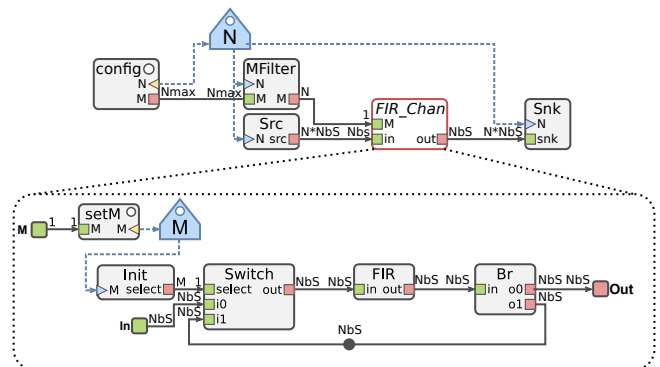 N
config
N
M
Nmax
Nmax
MFilter
N
M
M
N
Src
N
src
N*NbS
Nbs
1
FIR_Chan
M
in
out
NbS
N*NbS
Snk
N
snk
M
1
1
setM
M
M
M
Init
M
select
M
1
Switch
select
out
i0
i1
In
NbS
NbS
NbS
NbS
NbS
FIR
in
out
NbS
NbS
Br
in
o0
o1
NbS
NbS
NbS
Out
NbS